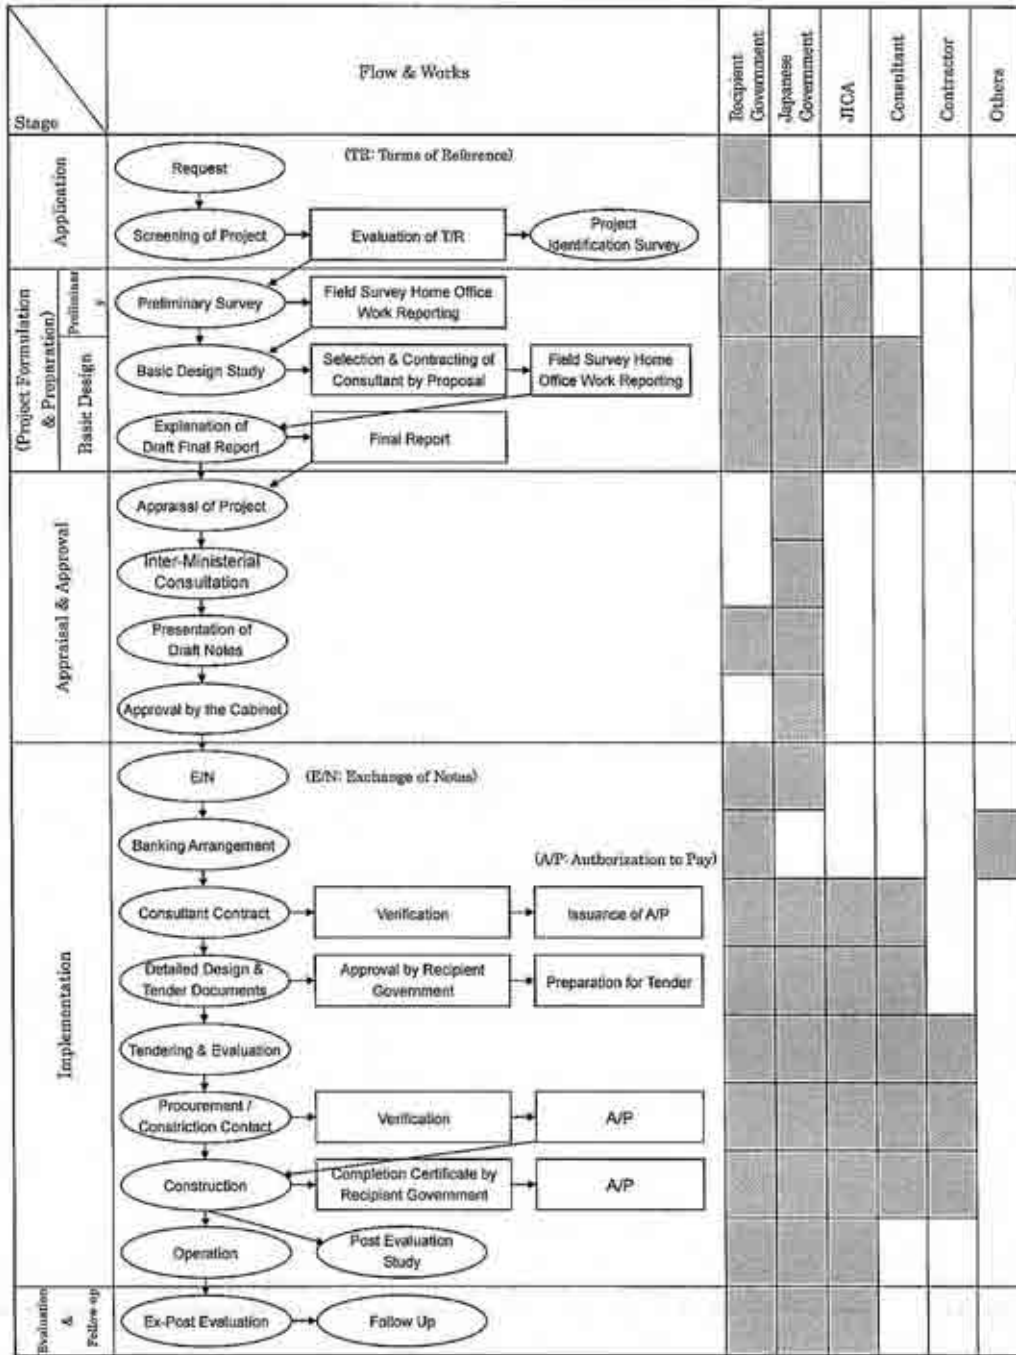 Stage
Flow & Works
Recipient
Government
Japanese
Government
JICA
Consultant
Contractor
Others
Application
(TR: Terms of Reference)
Request
Screening of Project
Evaluation of T/R
Project
Identification Survey
(Project Formulation
& Preparation)
Preliminar
y
Preliminary Survey
Field Survey Home Office
Work Reporting
Basic Design
Basic Design Study
Selection & Contracting of
Consultant by Proposal
Field Survey Home
Office Work Reporting
Explanation of
Draft Final Report
Final Report
Appraisal & Approval
Appraisal of Project
Inter-Ministerial
Consultation
Presentation of
Draft Notes
Approval by the Cabinet
Implementation
E/N
(E/N: Exchange of Notes)
Banking Arrangement
(A/P: Authorization to Pay)
Consultant Contract
Verification
Issuance of A/P
Detailed Design &
Tender Documents
Approval by Recipient
Government
Preparation for Tender
Tendering & Evaluation
Procurement /
Constriction Contact
Verification
A/P
Construction
Completion Certificate by
Recipient Government
A/P
Operation
Post Evaluation
Study
Evaluation
&
Follow-up
Ex-Post Evaluation
Follow Up